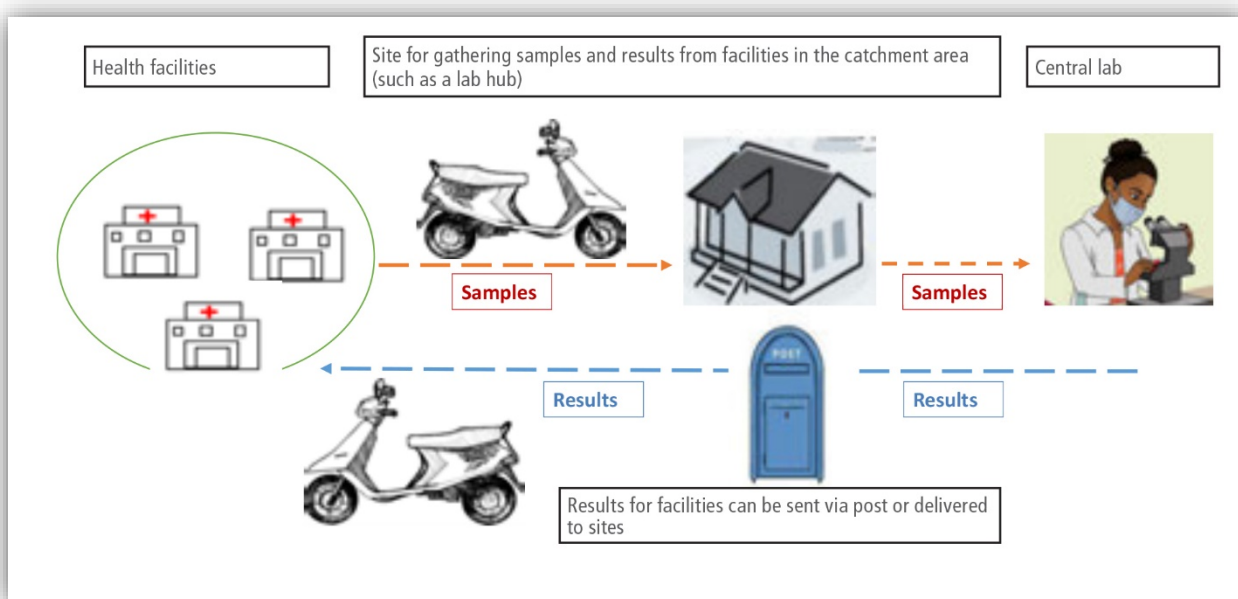 Health facilities
Site for gathering samples and results from facilities in the catchment area
(such as a lab hub)
Central lab
Samples
Samples
POST
Results
Results
Results for facilities can be sent via post or delivered
to sites